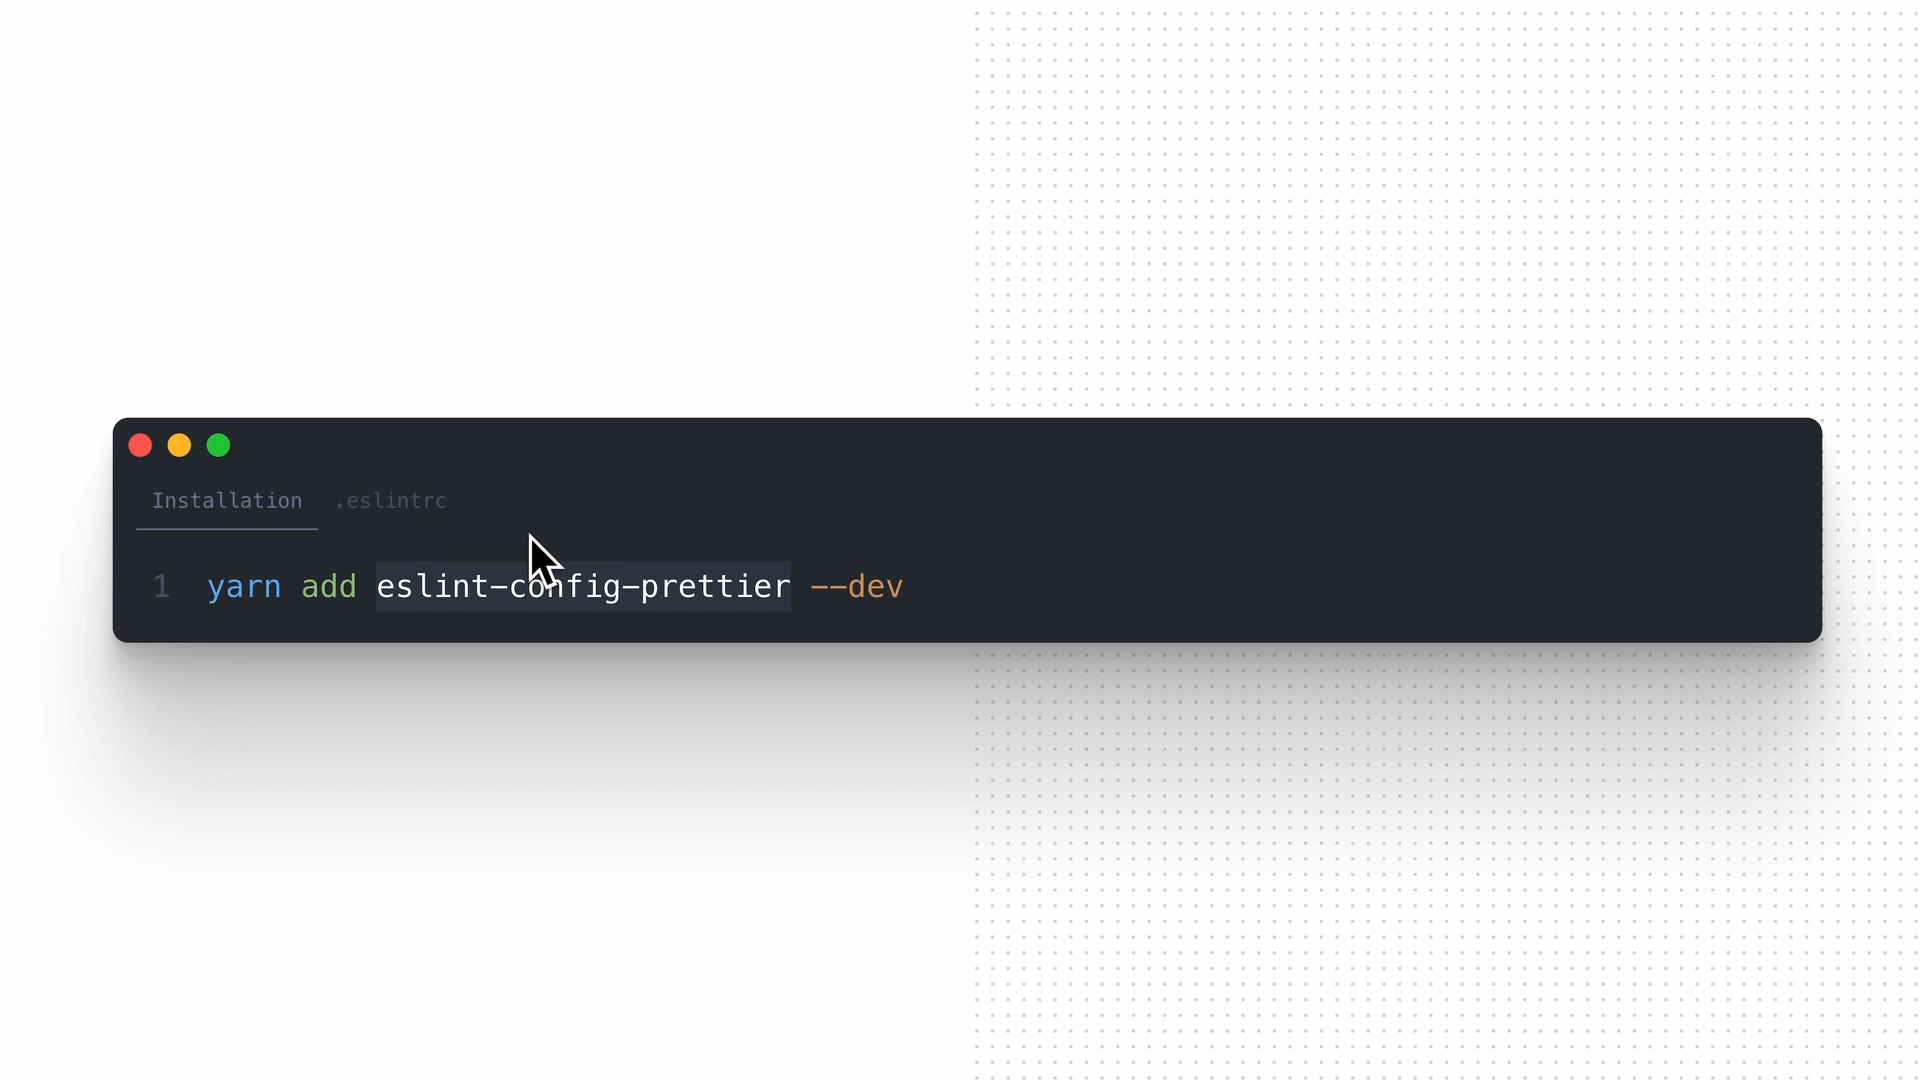 Installation .eslintrc
1 yarn add eslint-config-prettier --dev